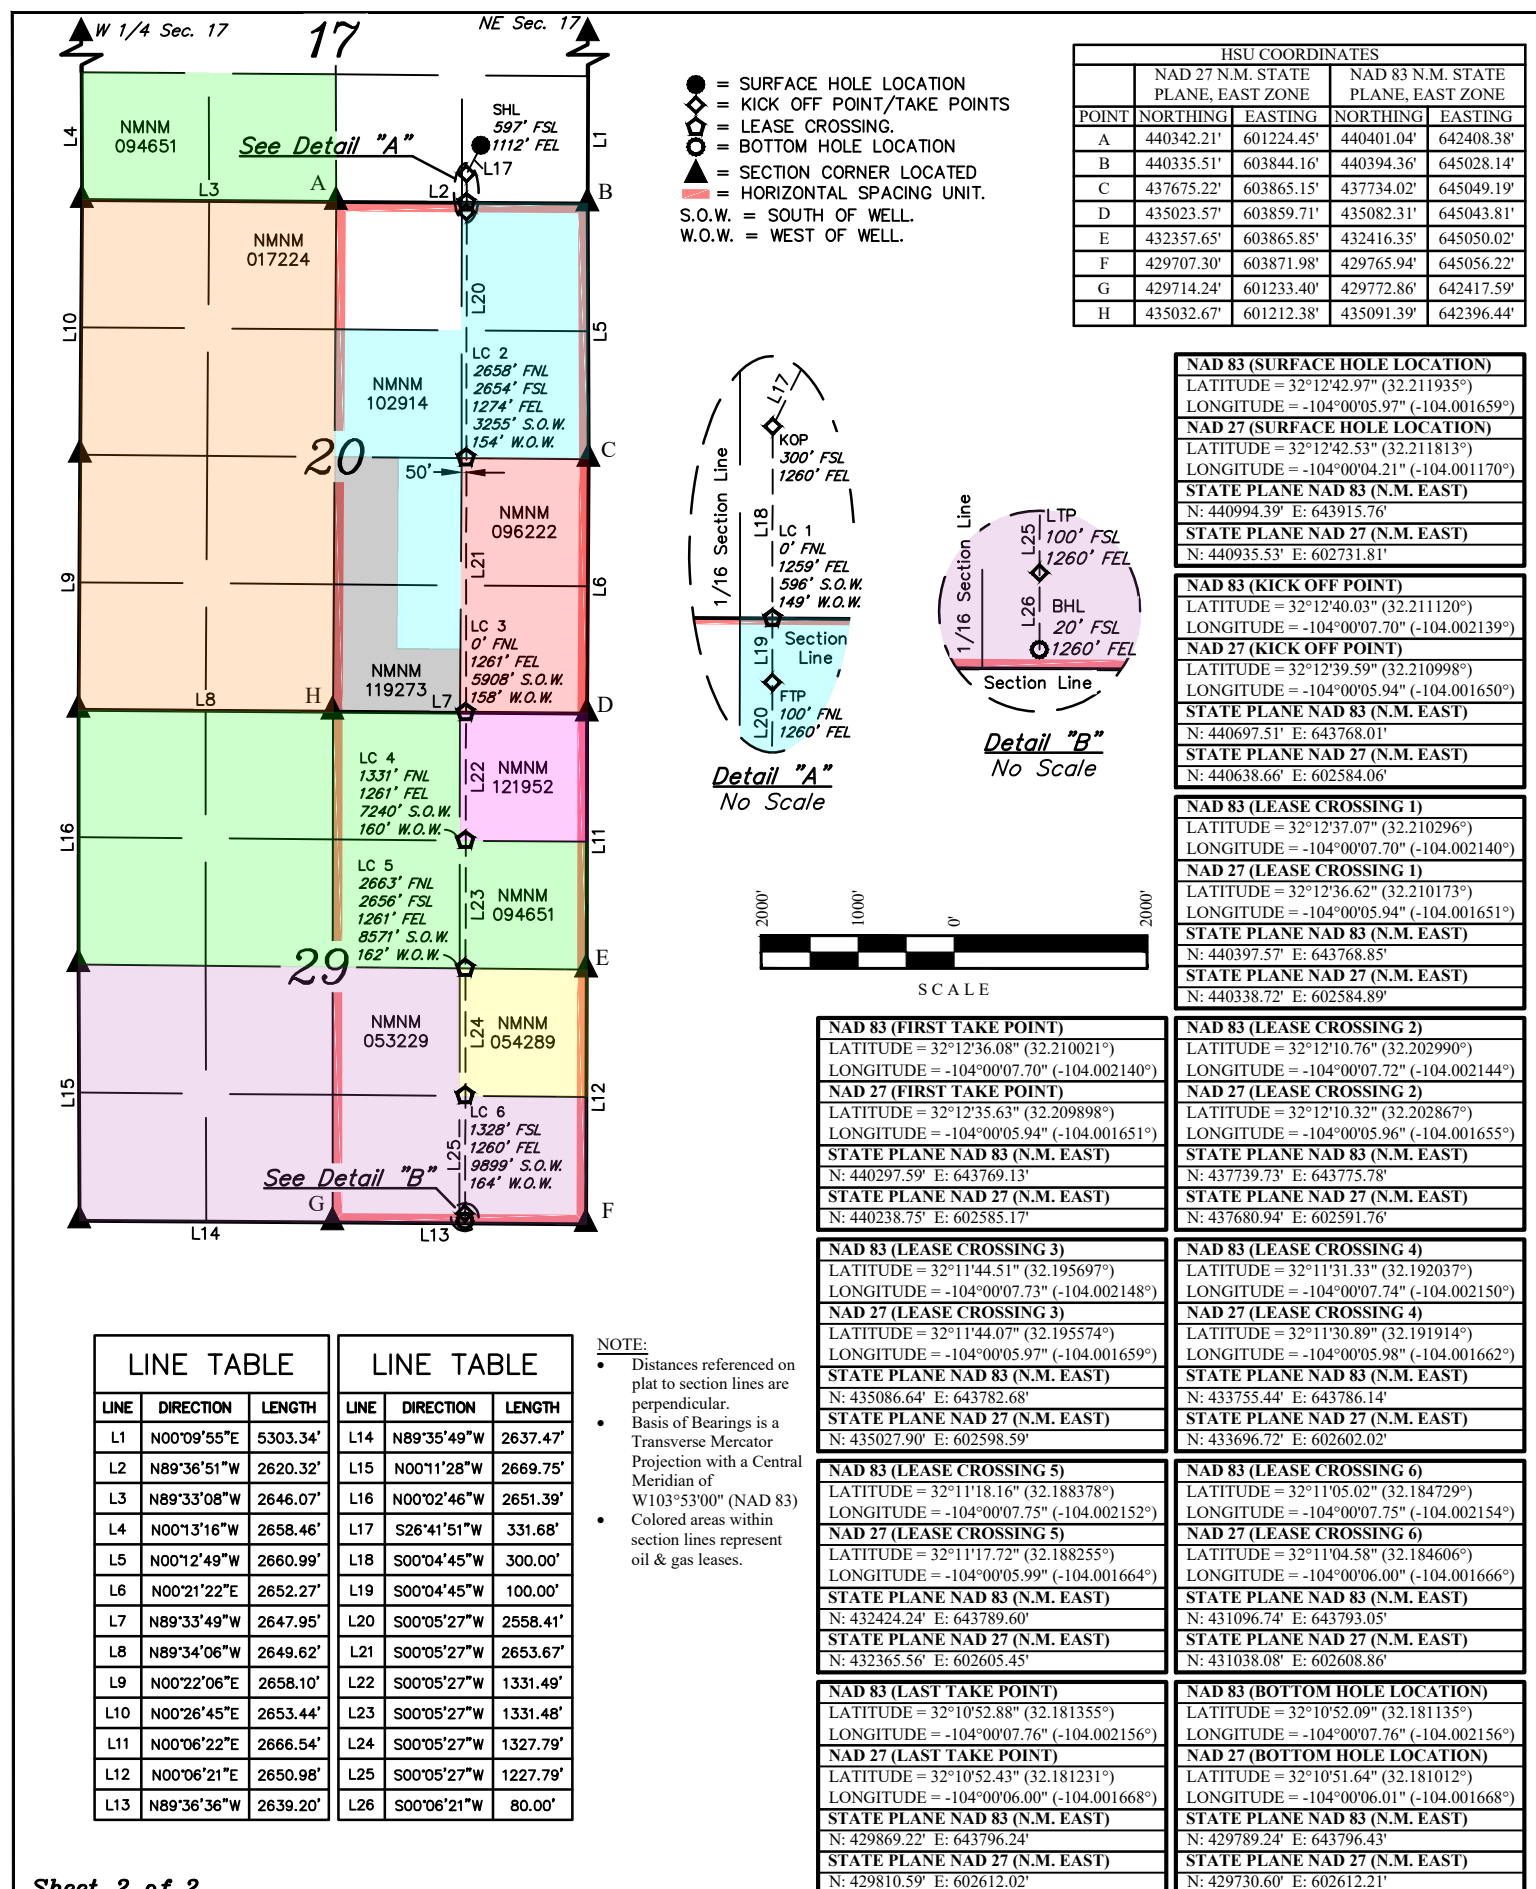 W 1/4 Sec. 17
17
NE Sec. 17
L4
NMNM
094651
See Detail "A"
SHL
597' FSL
1112' FEL
L1
L17
L3
A
L2
B
NMNM
017224
L20
L10
L5
NMNM
102914
LC 2
2658' FNL
2654' FSL
1274' FEL
3255' S.O.W.
154' W.O.W.
20
C
50'
NMNM
096222
L21
L9
L6
LC 3
0' FNL
1261' FEL
5908' S.O.W.
158' W.O.W.
NMNM
119273
L8
H
L7
D
LC 4
1331' FNL
1261' FEL
7240' S.O.W.
160' W.O.W.
L22
NMNM
121952
L16
L11
LC 5
2663' FNL
2656' FSL
1261' FEL
8571' S.O.W.
162' W.O.W.
L23
NMNM
094651
29
E
NMNM
053229
L24
NMNM
054289
L15
L12
LC 6
1328' FSL
1260' FEL
9899' S.O.W.
164' W.O.W.
L25
See Detail "B"
G
F
L14
L13
= SURFACE HOLE LOCATION
= KICK OFF POINT/TAKE POINTS
= LEASE CROSSING.
= BOTTOM HOLE LOCATION
= SECTION CORNER LOCATED
= HORIZONTAL SPACING UNIT.
S.O.W. = SOUTH OF WELL.
W.O.W. = WEST OF WELL.
HSU COORDINATES
NAD 27 N.M. STATE PLANE, EAST ZONE NAD 83 N.M. STATE PLANE, EAST ZONE
POINT NORTHING EASTING NORTHING EASTING
A 440342.21' 601224.45' 440401.04' 642408.38'
B 440335.51' 603844.16' 440394.36' 645028.14'
C 437675.22' 603865.15' 437734.02' 645049.19'
D 435023.57' 603859.71' 435082.31' 645043.81'
E 432357.65' 603865.85' 432416.35' 645050.02'
F 429707.30' 603871.98' 429765.94' 645056.22'
G 429714.24' 601233.40' 429772.86' 642417.59'
H 435032.67' 601212.38' 435091.39' 642396.44'
L17
KOP
300' FSL
1260' FEL
1/16 Section Line
L18
LC 1
0' FNL
1259' FEL
596' S.O.W.
149' W.O.W.
L19
Section
Line
FTP
100' FNL
1260' FEL
L20
Detail "A"
No Scale
1/16 Section Line
L25
LTP
100' FSL
1260' FEL
L26
BHL
20' FSL
1260' FEL
Section Line
Detail "B"
No Scale
2000'
1000'
0'
2000'
SCALE
NAD 83 (SURFACE HOLE LOCATION)
LATITUDE = 32°12'42.97" (32.211935°)
LONGITUDE = -104°00'05.97" (-104.001659°)
NAD 27 (SURFACE HOLE LOCATION)
LATITUDE = 32°12'42.53" (32.211813°)
LONGITUDE = -104°00'04.21" (-104.001170°)
STATE PLANE NAD 83 (N.M. EAST)
N: 440994.39' E: 643915.76'
STATE PLANE NAD 27 (N.M. EAST)
N: 440935.53' E: 602731.81'
NAD 83 (KICK OFF POINT)
LATITUDE = 32°12'40.03" (32.211120°)
LONGITUDE = -104°00'07.70" (-104.002139°)
NAD 27 (KICK OFF POINT)
LATITUDE = 32°12'39.59" (32.210998°)
LONGITUDE = -104°00'05.94" (-104.001650°)
STATE PLANE NAD 83 (N.M. EAST)
N: 440697.51' E: 643768.01'
STATE PLANE NAD 27 (N.M. EAST)
N: 440638.66' E: 602584.06'
NAD 83 (LEASE CROSSING 1)
LATITUDE = 32°12'37.07" (32.210296°)
LONGITUDE = -104°00'07.70" (-104.002140°)
NAD 27 (LEASE CROSSING 1)
LATITUDE = 32°12'36.62" (32.210173°)
LONGITUDE = -104°00'05.94" (-104.001651°)
STATE PLANE NAD 83 (N.M. EAST)
N: 440397.57' E: 643768.85'
STATE PLANE NAD 27 (N.M. EAST)
N: 440338.72' E: 602584.89'
NAD 83 (FIRST TAKE POINT)
LATITUDE = 32°12'36.08" (32.210021°)
LONGITUDE = -104°00'07.70" (-104.002140°)
NAD 27 (FIRST TAKE POINT)
LATITUDE = 32°12'35.63" (32.209898°)
LONGITUDE = -104°00'05.94" (-104.001651°)
STATE PLANE NAD 83 (N.M. EAST)
N: 440297.59' E: 643769.13'
STATE PLANE NAD 27 (N.M. EAST)
N: 440238.75' E: 602585.17'
NAD 83 (LEASE CROSSING 2)
LATITUDE = 32°12'10.76" (32.202990°)
LONGITUDE = -104°00'07.72" (-104.002144°)
NAD 27 (LEASE CROSSING 2)
LATITUDE = 32°12'10.32" (32.202867°)
LONGITUDE = -104°00'05.96" (-104.001655°)
STATE PLANE NAD 83 (N.M. EAST)
N: 437739.73' E: 643775.78'
STATE PLANE NAD 27 (N.M. EAST)
N: 437680.94' E: 602591.76'
NAD 83 (LEASE CROSSING 3)
LATITUDE = 32°11'44.51" (32.195697°)
LONGITUDE = -104°00'07.73" (-104.002148°)
NAD 27 (LEASE CROSSING 3)
LATITUDE = 32°11'44.07" (32.195574°)
LONGITUDE = -104°00'05.97" (-104.001659°)
STATE PLANE NAD 83 (N.M. EAST)
N: 435086.64' E: 643782.68'
STATE PLANE NAD 27 (N.M. EAST)
N: 435027.90' E: 602598.59'
NAD 83 (LEASE CROSSING 4)
LATITUDE = 32°11'31.33" (32.192037°)
LONGITUDE = -104°00'07.74" (-104.002150°)
NAD 27 (LEASE CROSSING 4)
LATITUDE = 32°11'30.89" (32.191914°)
LONGITUDE = -104°00'05.98" (-104.001662°)
STATE PLANE NAD 83 (N.M. EAST)
N: 433755.44' E: 643786.14'
STATE PLANE NAD 27 (N.M. EAST)
N: 433696.72' E: 602602.02'
NAD 83 (LEASE CROSSING 5)
LATITUDE = 32°11'18.16" (32.188378°)
LONGITUDE = -104°00'07.75" (-104.002152°)
NAD 27 (LEASE CROSSING 5)
LATITUDE = 32°11'17.72" (32.188255°)
LONGITUDE = -104°00'05.99" (-104.001664°)
STATE PLANE NAD 83 (N.M. EAST)
N: 432424.24' E: 643789.60'
STATE PLANE NAD 27 (N.M. EAST)
N: 432365.56' E: 602605.45'
NAD 83 (LEASE CROSSING 6)
LATITUDE = 32°11'05.02" (32.184729°)
LONGITUDE = -104°00'07.75" (-104.002154°)
NAD 27 (LEASE CROSSING 6)
LATITUDE = 32°11'04.58" (32.184606°)
LONGITUDE = -104°00'06.00" (-104.001666°)
STATE PLANE NAD 83 (N.M. EAST)
N: 431096.74' E: 643793.05'
STATE PLANE NAD 27 (N.M. EAST)
N: 431038.08' E: 602608.86'
NAD 83 (LAST TAKE POINT)
LATITUDE = 32°10'52.88" (32.181355°)
LONGITUDE = -104°00'07.76" (-104.002156°)
NAD 27 (LAST TAKE POINT)
LATITUDE = 32°10'52.43" (32.181231°)
LONGITUDE = -104°00'06.00" (-104.001668°)
STATE PLANE NAD 83 (N.M. EAST)
N: 429869.22' E: 643796.24'
STATE PLANE NAD 27 (N.M. EAST)
N: 429810.59' E: 602612.02'
NAD 83 (BOTTOM HOLE LOCATION)
LATITUDE = 32°10'52.09" (32.181135°)
LONGITUDE = -104°00'07.76" (-104.002156°)
NAD 27 (BOTTOM HOLE LOCATION)
LATITUDE = 32°10'51.64" (32.181012°)
LONGITUDE = -104°00'06.01" (-104.001668°)
STATE PLANE NAD 83 (N.M. EAST)
N: 429789.24' E: 643796.43'
STATE PLANE NAD 27 (N.M. EAST)
N: 429730.60' E: 602612.21'
LINE TABLE
LINE DIRECTION LENGTH
L1 N00°09'55"E 5303.34'
L2 N89°36'51"W 2620.32'
L3 N89°33'08"W 2646.07'
L4 N00°13'16"W 2658.46'
L5 N00°12'49"W 2660.99'
L6 N00°21'22"E 2652.27'
L7 N89°33'49"W 2647.95'
L8 N89°34'06"W 2649.62'
L9 N00°22'06"E 2658.10'
L10 N00°26'45"E 2653.44'
L11 N00°06'22"E 2666.54'
L12 N00°06'21"E 2650.98'
L13 N89°36'36"W 2639.20'
LINE TABLE
LINE DIRECTION LENGTH
L14 N89°35'49"W 2637.47'
L15 N00°11'28"W 2669.75'
L16 N00°02'46"W 2651.39'
L17 S26°41'51"W 331.68'
L18 S00°04'45"W 300.00'
L19 S00°04'45"W 100.00'
L20 S00°05'27"W 2558.41'
L21 S00°05'27"W 2653.67'
L22 S00°05'27"W 1331.49'
L23 S00°05'27"W 1331.48'
L24 S00°05'27"W 1327.79'
L25 S00°05'27"W 1227.79'
L26 S00°06'21"W 80.00'
NOTE:
• Distances referenced on
plat to section lines are
perpendicular.
• Basis of Bearings is a
Transverse Mercator
Projection with a Central
Meridian of
W103°53'00" (NAD 83)
• Colored areas within
section lines represent
oil & gas leases.
Sheet 2 of 2